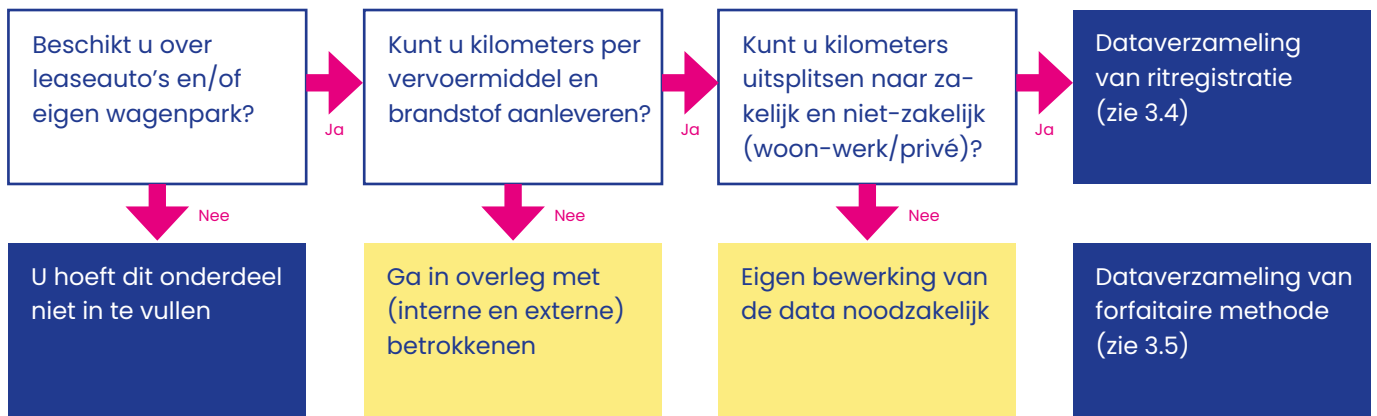 Beschikt u over
leaseauto's en/of
eigen wagenpark?
Ja
Kunt u kilometers per
vervoermiddel en
brandstof aanleveren?
Ja
Kunt u kilometers
uitsplitsen naar za-
kelijk en niet-zakelijk
(woon-werk/privé)?
Ja
Dataverzameling
van ritregistratie
(zie 3.4)
Nee
Nee
Nee
U hoeft dit onderdeel
niet in te vullen
Ga in overleg met
(interne en externe)
betrokkenen
Eigen bewerking van
de data noodzakelijk
Dataverzameling van
forfaitaire methode
(zie 3.5)